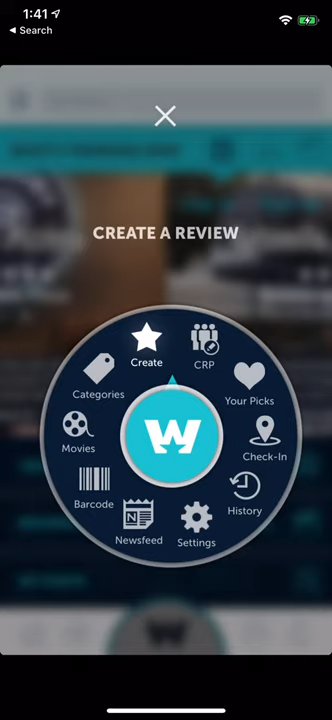 1:41
Search
CREATE A REVIEW
Create
CRP
Categories
Your Picks
Movies
Check-In
Barcode
History
Newsfeed
Settings